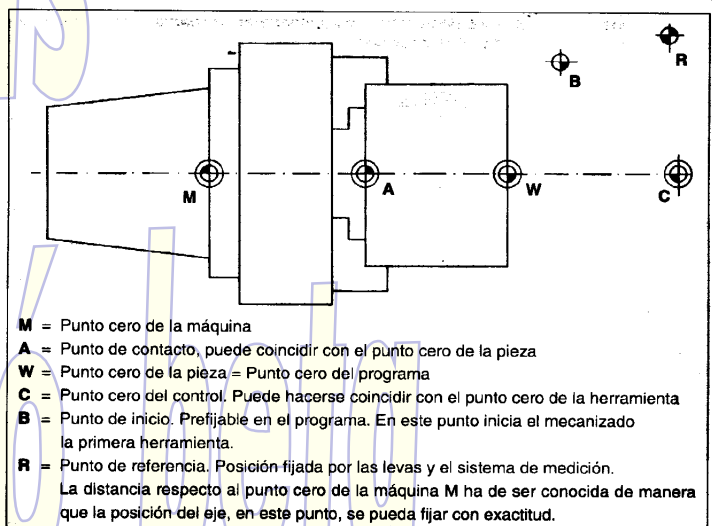 R
B
M
A
W
C
M = Punto cero de la máquina
A = Punto de contacto, puede coincidir con el punto cero de la pieza
W = Punto cero de la pieza = Punto cero del programa
C = Punto cero del control. Puede hacerse coincidir con el punto cero de la herramienta
B = Punto de inicio. Prefijable en el programa. En este punto inicia el mecanizado
la primera herramienta.
R = Punto de referencia. Posición fijada por las levas y el sistema de medición.
La distancia respecto al punto cero de la máquina M ha de ser conocida de manera
que la posición del eje, en este punto, se pueda fijar con exactitud.